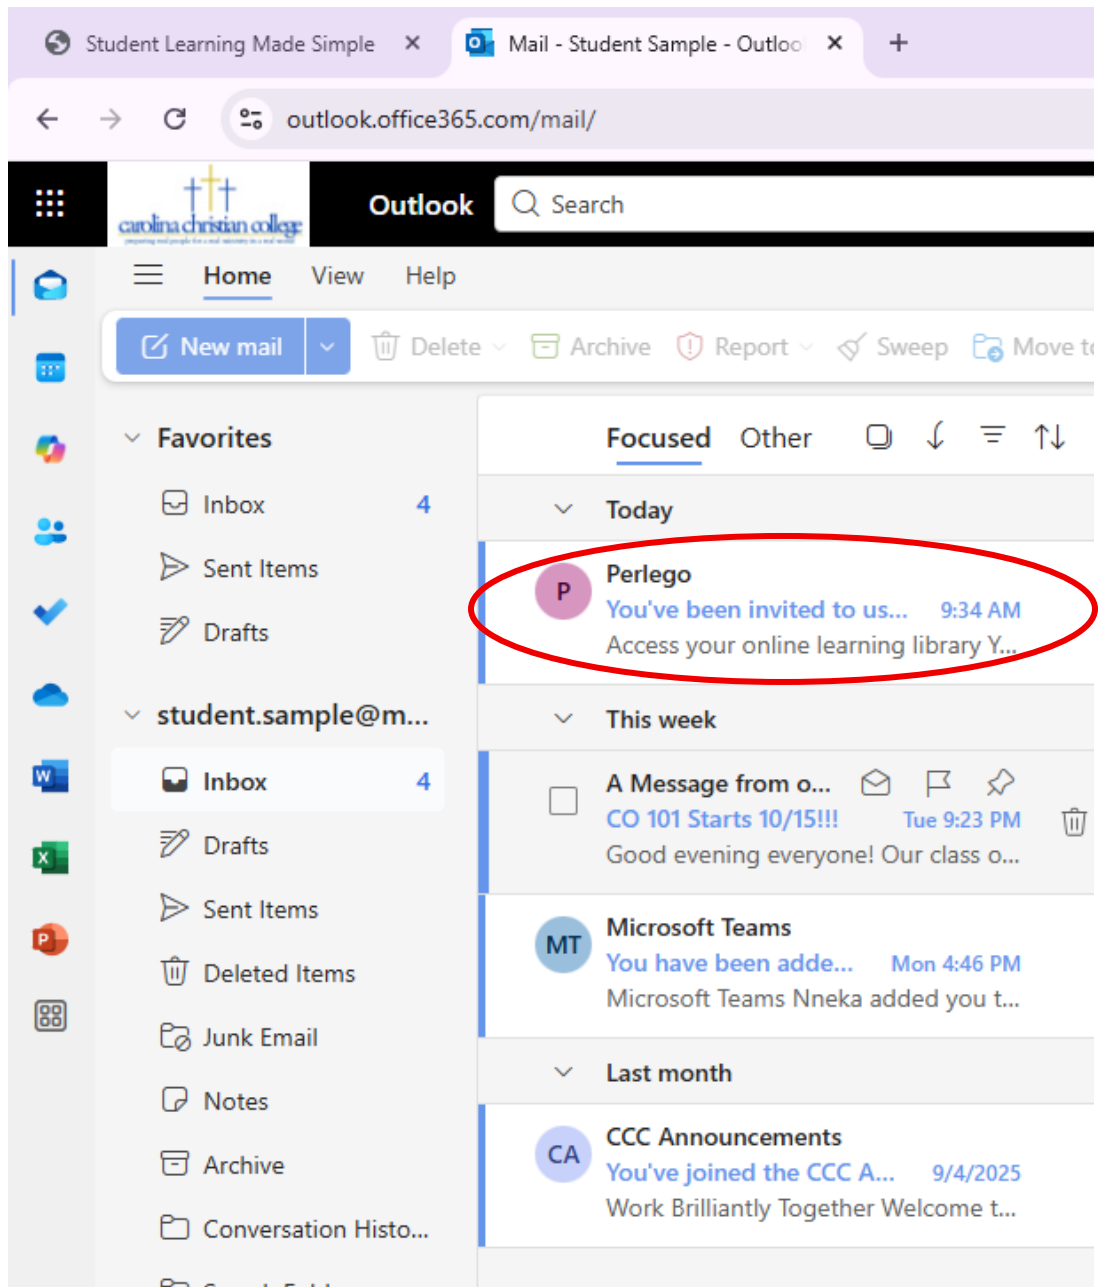 Student Learning Made Simple
Mail - Student Sample - Outloo
outlook.office365.com/mail/
carolina christian college
Outlook
Search
Home View Help
New mail Delete Archive Report Sweep Move to
Favorites
Inbox 4
Sent Items
Drafts
student.sample@m...
Inbox 4
Drafts
Sent Items
Deleted Items
Junk Email
Notes
Archive
Conversation Histo...
Focused Other
Today
P
Perlego
You've been invited to us... 9:34 AM
Access your online learning library Y...
This week
A Message from o...
CO 101 Starts 10/15!!! Tue 9:23 PM
Good evening everyone! Our class o...
MT
Microsoft Teams
You have been adde... Mon 4:46 PM
Microsoft Teams Nneka added you t...
Last month
CA
CCC Announcements
You've joined the CCC A... 9/4/2025
Work Brilliantly Together Welcome t...